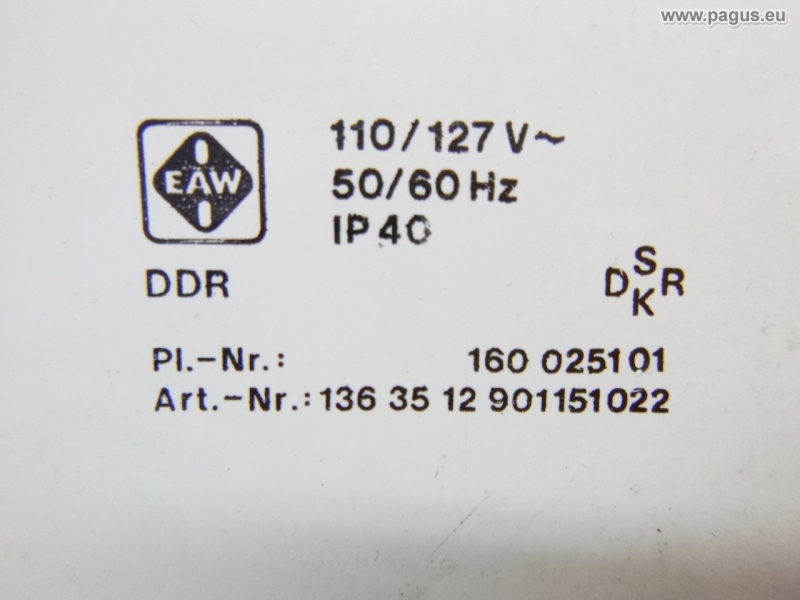 www.pagus.eu
EAW
110/127 V~
50/60 Hz
IP 40
DDR
DSKR
Pl.-Nr.: 160 025101
Art.-Nr.: 136 35 12 901151022